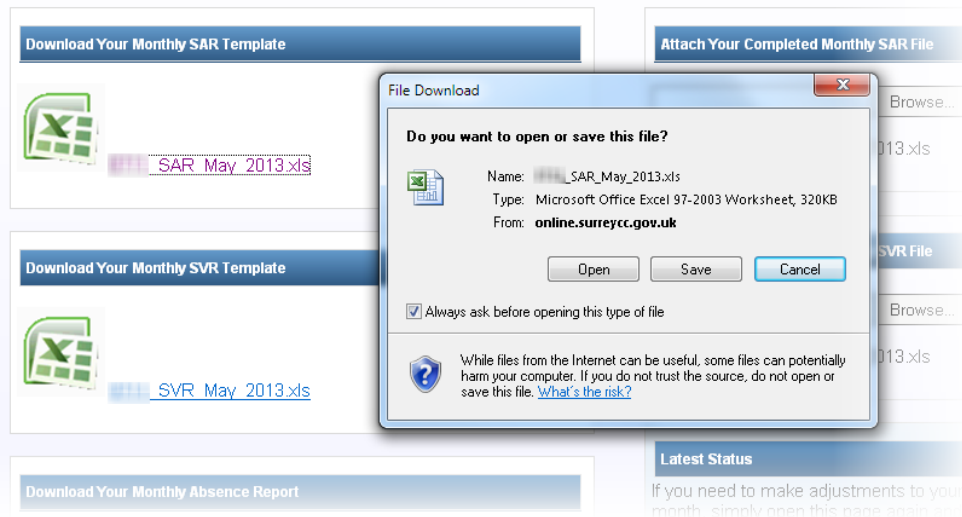 Download Your Monthly SAR Template
_SAR_May_2013.xls
Download Your Monthly SVR Template
_SVR_May_2013.xls
Download Your Monthly Absence Report
File Download
Do you want to open or save this file?
Name: _SAR_May_2013.xls
Type: Microsoft Office Excel 97-2003 Worksheet, 320KB
From: online.surreycc.gov.uk
Open Save Cancel
Always ask before opening this type of file
While files from the Internet can be useful, some files can potentially
harm your computer. If you do not trust the source, do not open or
save this file. What's the risk?
Attach Your Completed Monthly SAR File
Browse...
013.xls
SVR File
Browse...
013.xls
Latest Status
If you need to make adjustments to your
month, simply open this page again and